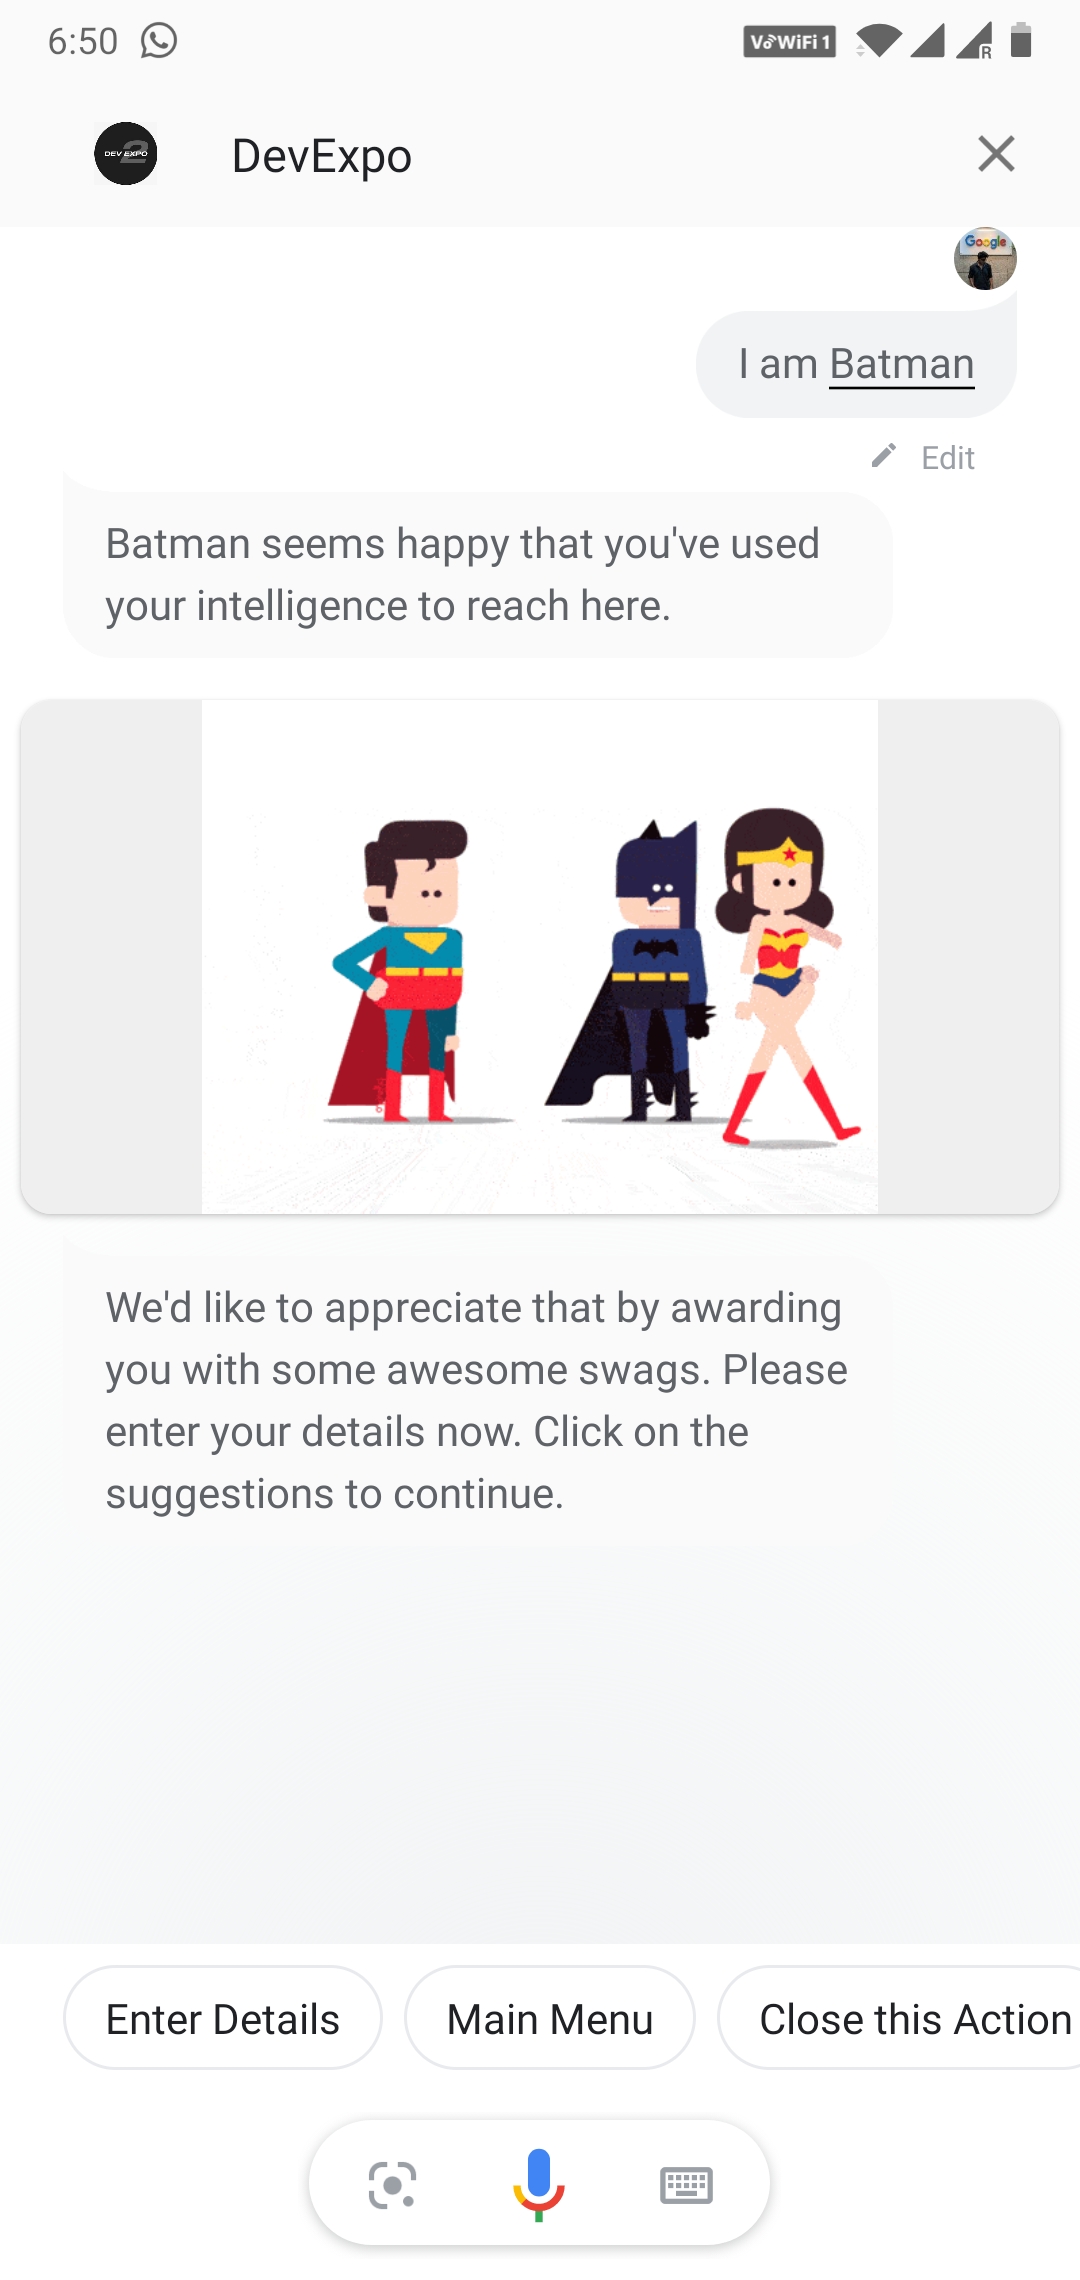 6:50
VoWiFi 1
R
DEV EXPO 2
DevExpo
Google
I am Batman
Edit
Batman seems happy that you've used
your intelligence to reach here.
We'd like to appreciate that by awarding
you with some awesome swags. Please
enter your details now. Click on the
suggestions to continue.
Enter Details
Main Menu
Close this Action